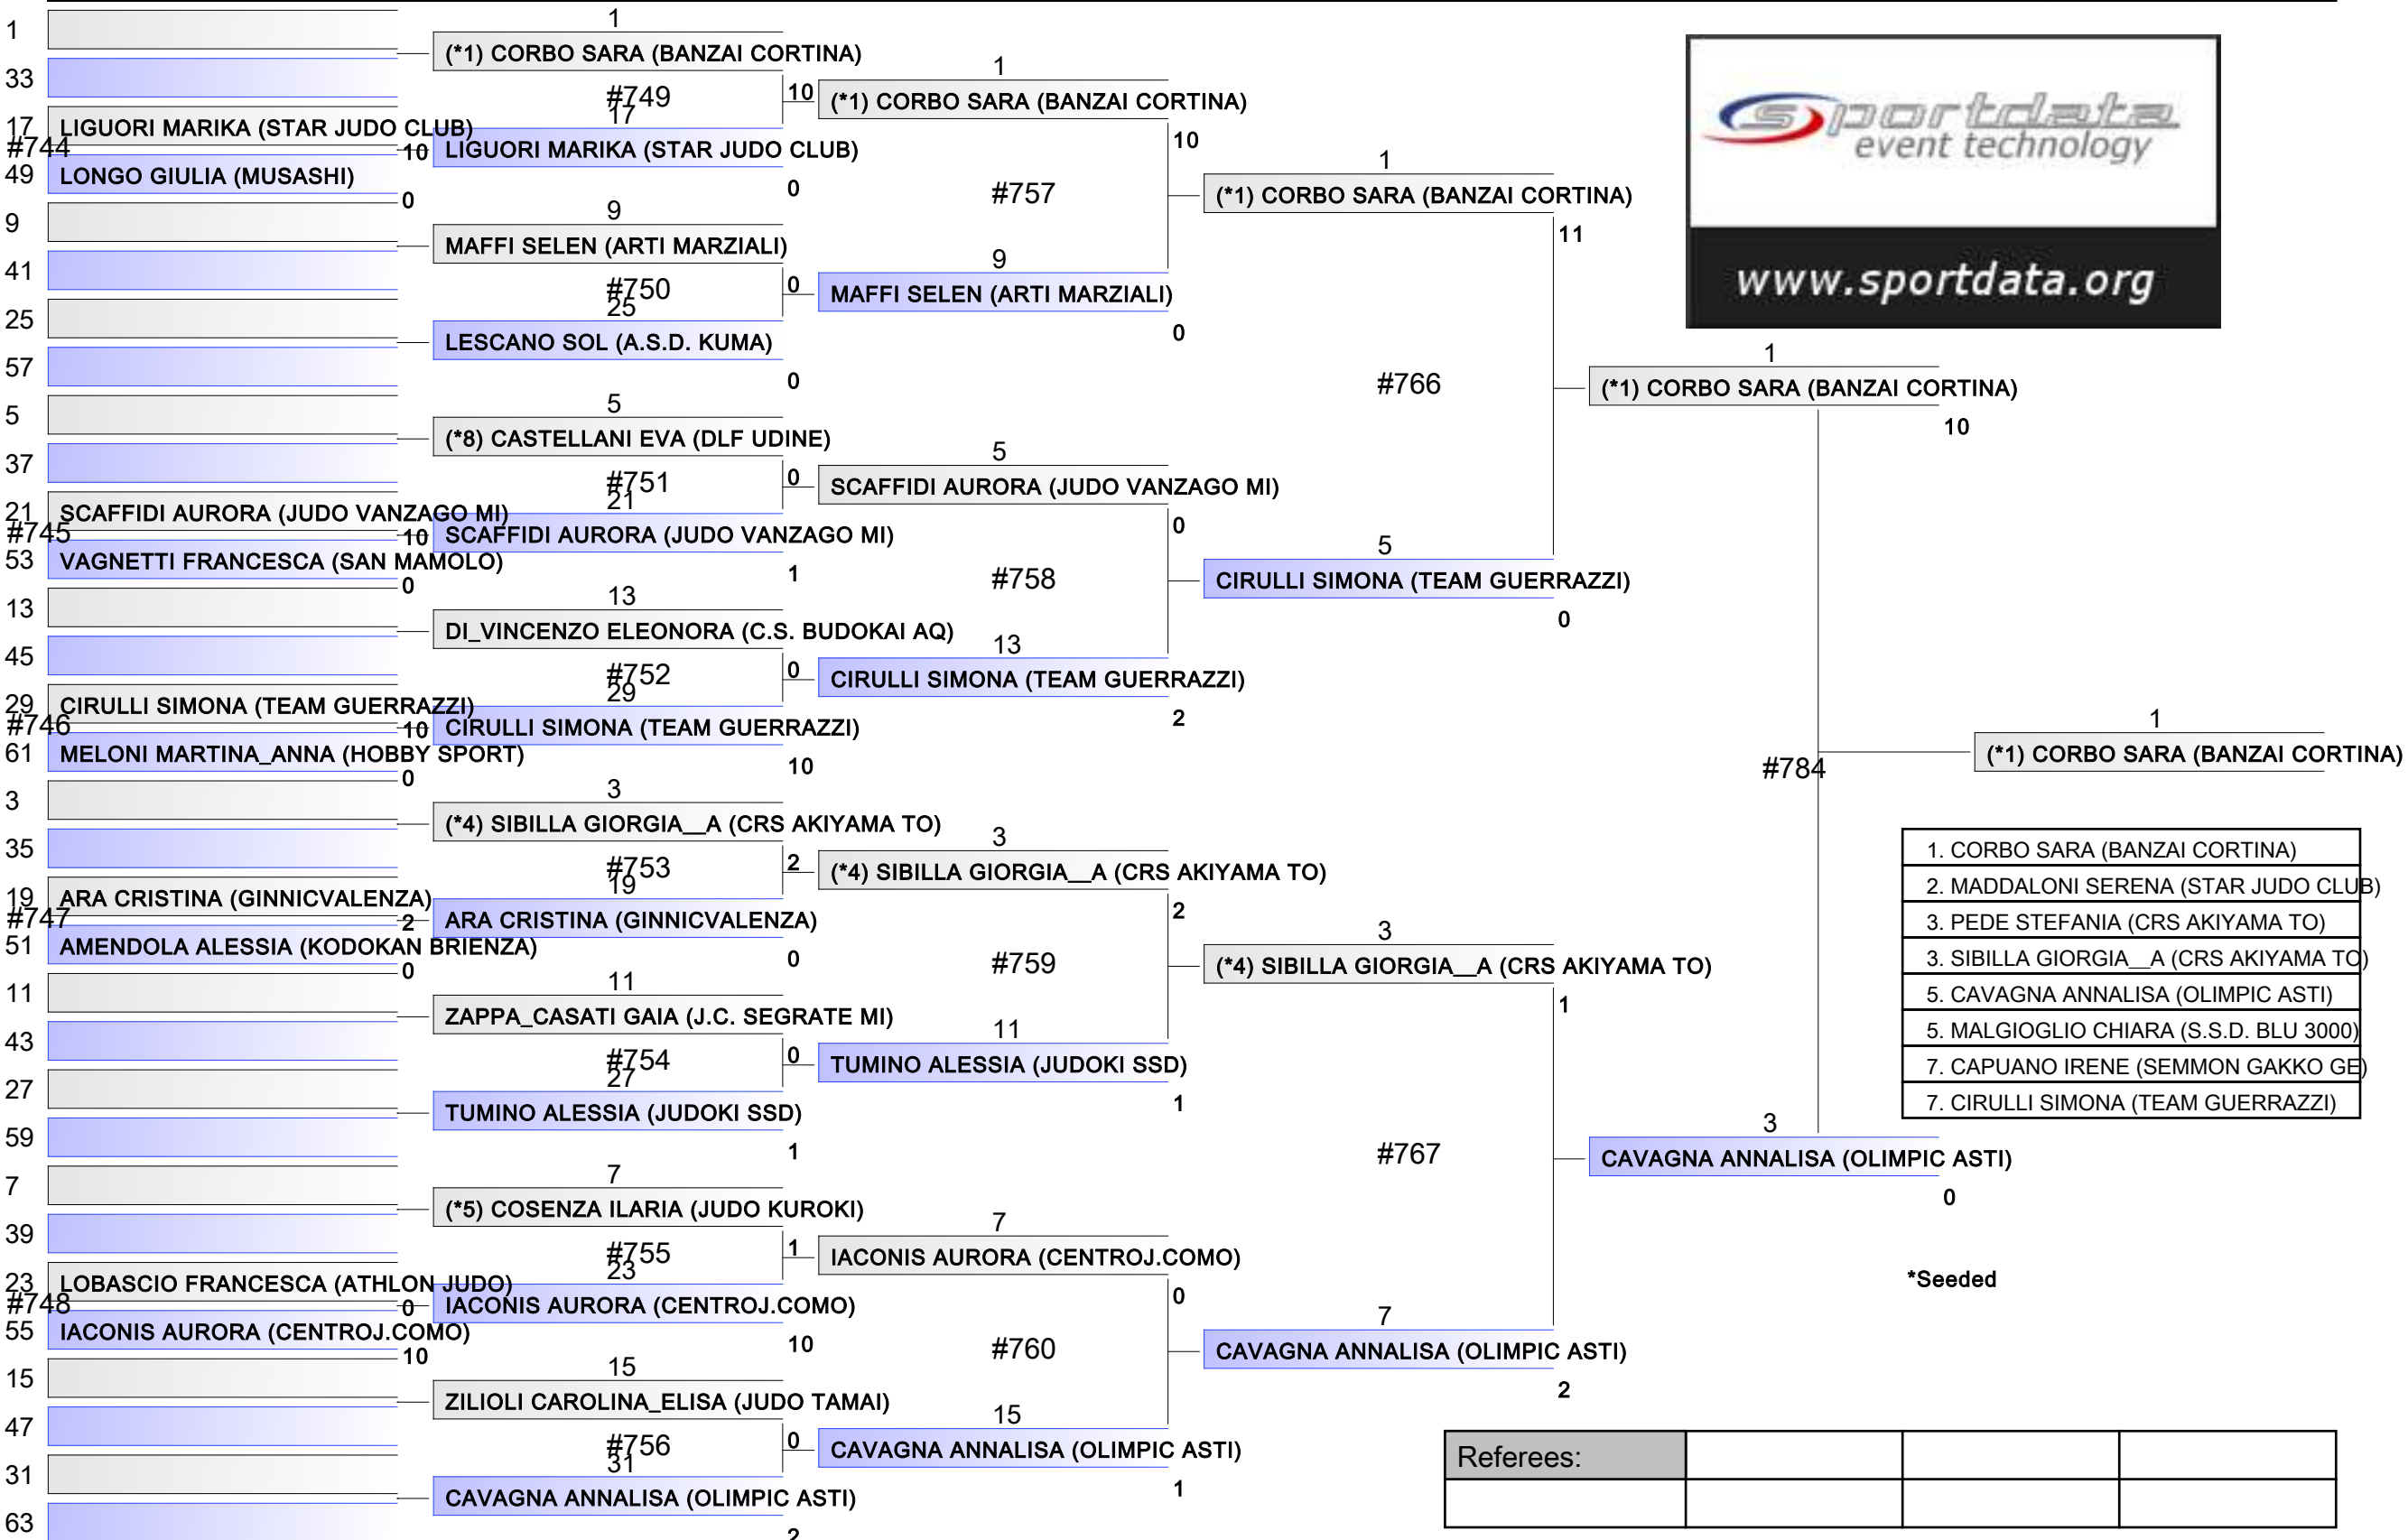 1
33
17
#744
49
9
41
25
57
5
37
21
#745
53
13
45
29
#746
61
3
35
19
#747
51
11
43
27
59
7
39
23
#748
55
15
47
31
63
LIGUORI MARIKA (STAR JUDO CLUB)
10
LONGO GIULIA (MUSASHI)
0
SCAFFIDI AURORA (JUDO VANZAGO MI)
10
VAGNETTI FRANCESCA (SAN MAMOLO)
0
CIRULLI SIMONA (TEAM GUERRAZZI)
10
MELONI MARTINA_ANNA (HOBBY SPORT)
0
ARA CRISTINA (GINNICVALENZA)
2
AMENDOLA ALESSIA (KODOKAN BRIENZA)
0
LOBASCIO FRANCESCA (ATHLON JUDO)
0
IACONIS AURORA (CENTROJ.COMO)
10
1
(*1) CORBO SARA (BANZAI CORTINA)
#749
10
17
LIGUORI MARIKA (STAR JUDO CLUB)
0
9
MAFFI SELEN (ARTI MARZIALI)
#750
0
25
LESCANO SOL (A.S.D. KUMA)
0
5
(*8) CASTELLANI EVA (DLF UDINE)
#751
0
21
SCAFFIDI AURORA (JUDO VANZAGO MI)
1
13
DI_VINCENZO ELEONORA (C.S. BUDOKAI AQ)
#752
0
29
CIRULLI SIMONA (TEAM GUERRAZZI)
10
3
(*4) SIBILLA GIORGIA__A (CRS AKIYAMA TO)
#753
2
19
ARA CRISTINA (GINNICVALENZA)
0
11
ZAPPA_CASATI GAIA (J.C. SEGRATE MI)
#754
0
27
TUMINO ALESSIA (JUDOKI SSD)
1
7
(*5) COSENZA ILARIA (JUDO KUROKI)
#755
1
23
IACONIS AURORA (CENTROJ.COMO)
10
15
ZILIOLI CAROLINA_ELISA (JUDO TAMAI)
#756
0
31
CAVAGNA ANNALISA (OLIMPIC ASTI)
2
1
(*1) CORBO SARA (BANZAI CORTINA)
10
#757
9
MAFFI SELEN (ARTI MARZIALI)
0
5
SCAFFIDI AURORA (JUDO VANZAGO MI)
0
#758
13
CIRULLI SIMONA (TEAM GUERRAZZI)
2
3
(*4) SIBILLA GIORGIA__A (CRS AKIYAMA TO)
2
#759
11
TUMINO ALESSIA (JUDOKI SSD)
1
7
IACONIS AURORA (CENTROJ.COMO)
0
#760
15
CAVAGNA ANNALISA (OLIMPIC ASTI)
1
1
(*1) CORBO SARA (BANZAI CORTINA)
11
#766
5
CIRULLI SIMONA (TEAM GUERRAZZI)
0
3
(*4) SIBILLA GIORGIA__A (CRS AKIYAMA TO)
1
#767
7
CAVAGNA ANNALISA (OLIMPIC ASTI)
2
1
(*1) CORBO SARA (BANZAI CORTINA)
10
#784
3
CAVAGNA ANNALISA (OLIMPIC ASTI)
0
1
(*1) CORBO SARA (BANZAI CORTINA)
sportdata
event technology
www.sportdata.org
1. CORBO SARA (BANZAI CORTINA)
2. MADDALONI SERENA (STAR JUDO CLUB)
3. PEDE STEFANIA (CRS AKIYAMA TO)
3. SIBILLA GIORGIA__A (CRS AKIYAMA TO)
5. CAVAGNA ANNALISA (OLIMPIC ASTI)
5. MALGIOGLIO CHIARA (S.S.D. BLU 3000)
7. CAPUANO IRENE (SEMMON GAKKO GE)
7. CIRULLI SIMONA (TEAM GUERRAZZI)
*Seeded
Referees: